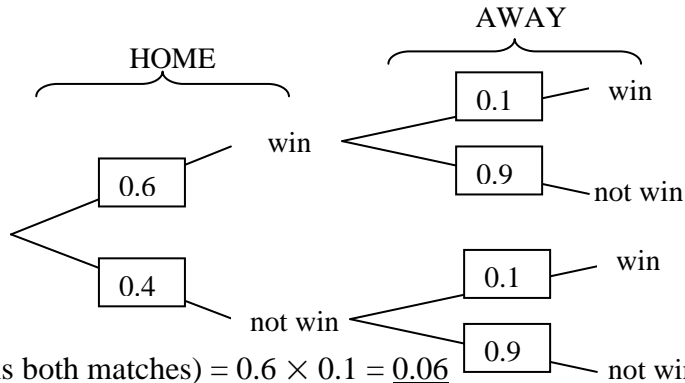 AWAY
HOME
0.1 win
win
0.6
0.9 not win
0.1 win
0.4
not win
both matches) = 0.6 × 0.1 = 0.06
0.9 not